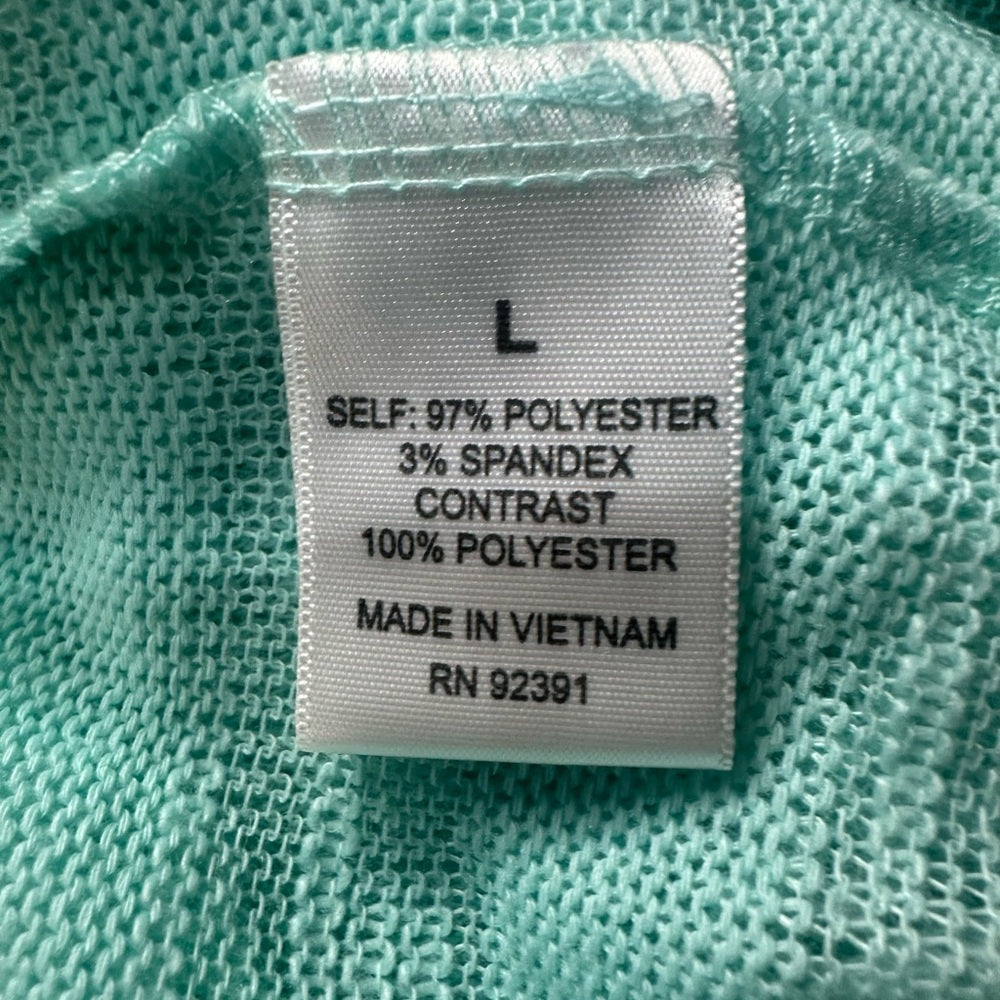 L
SELF: 97% POLYESTER
3% SPANDEX
CONTRAST
100% POLYESTER
MADE IN VIETNAM
RN 92391